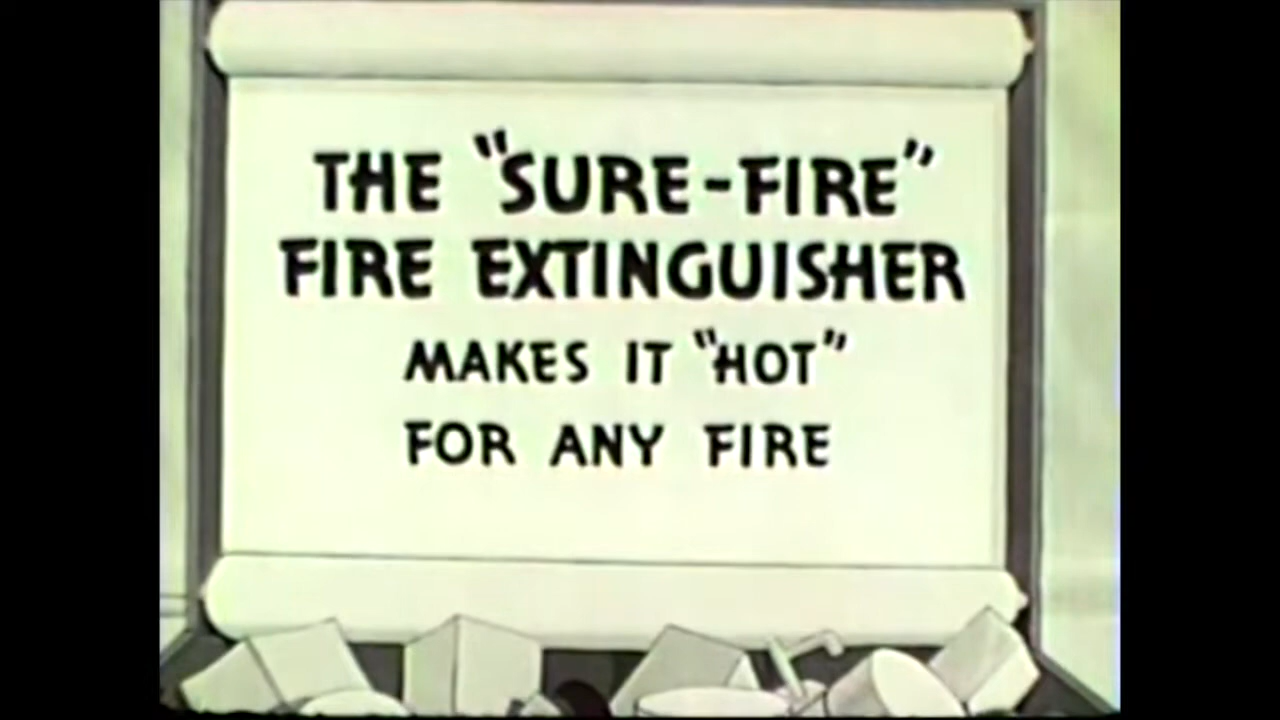 THE "SURE-FIRE"
FIRE EXTINGUISHER
MAKES IT "HOT"
FOR ANY FIRE